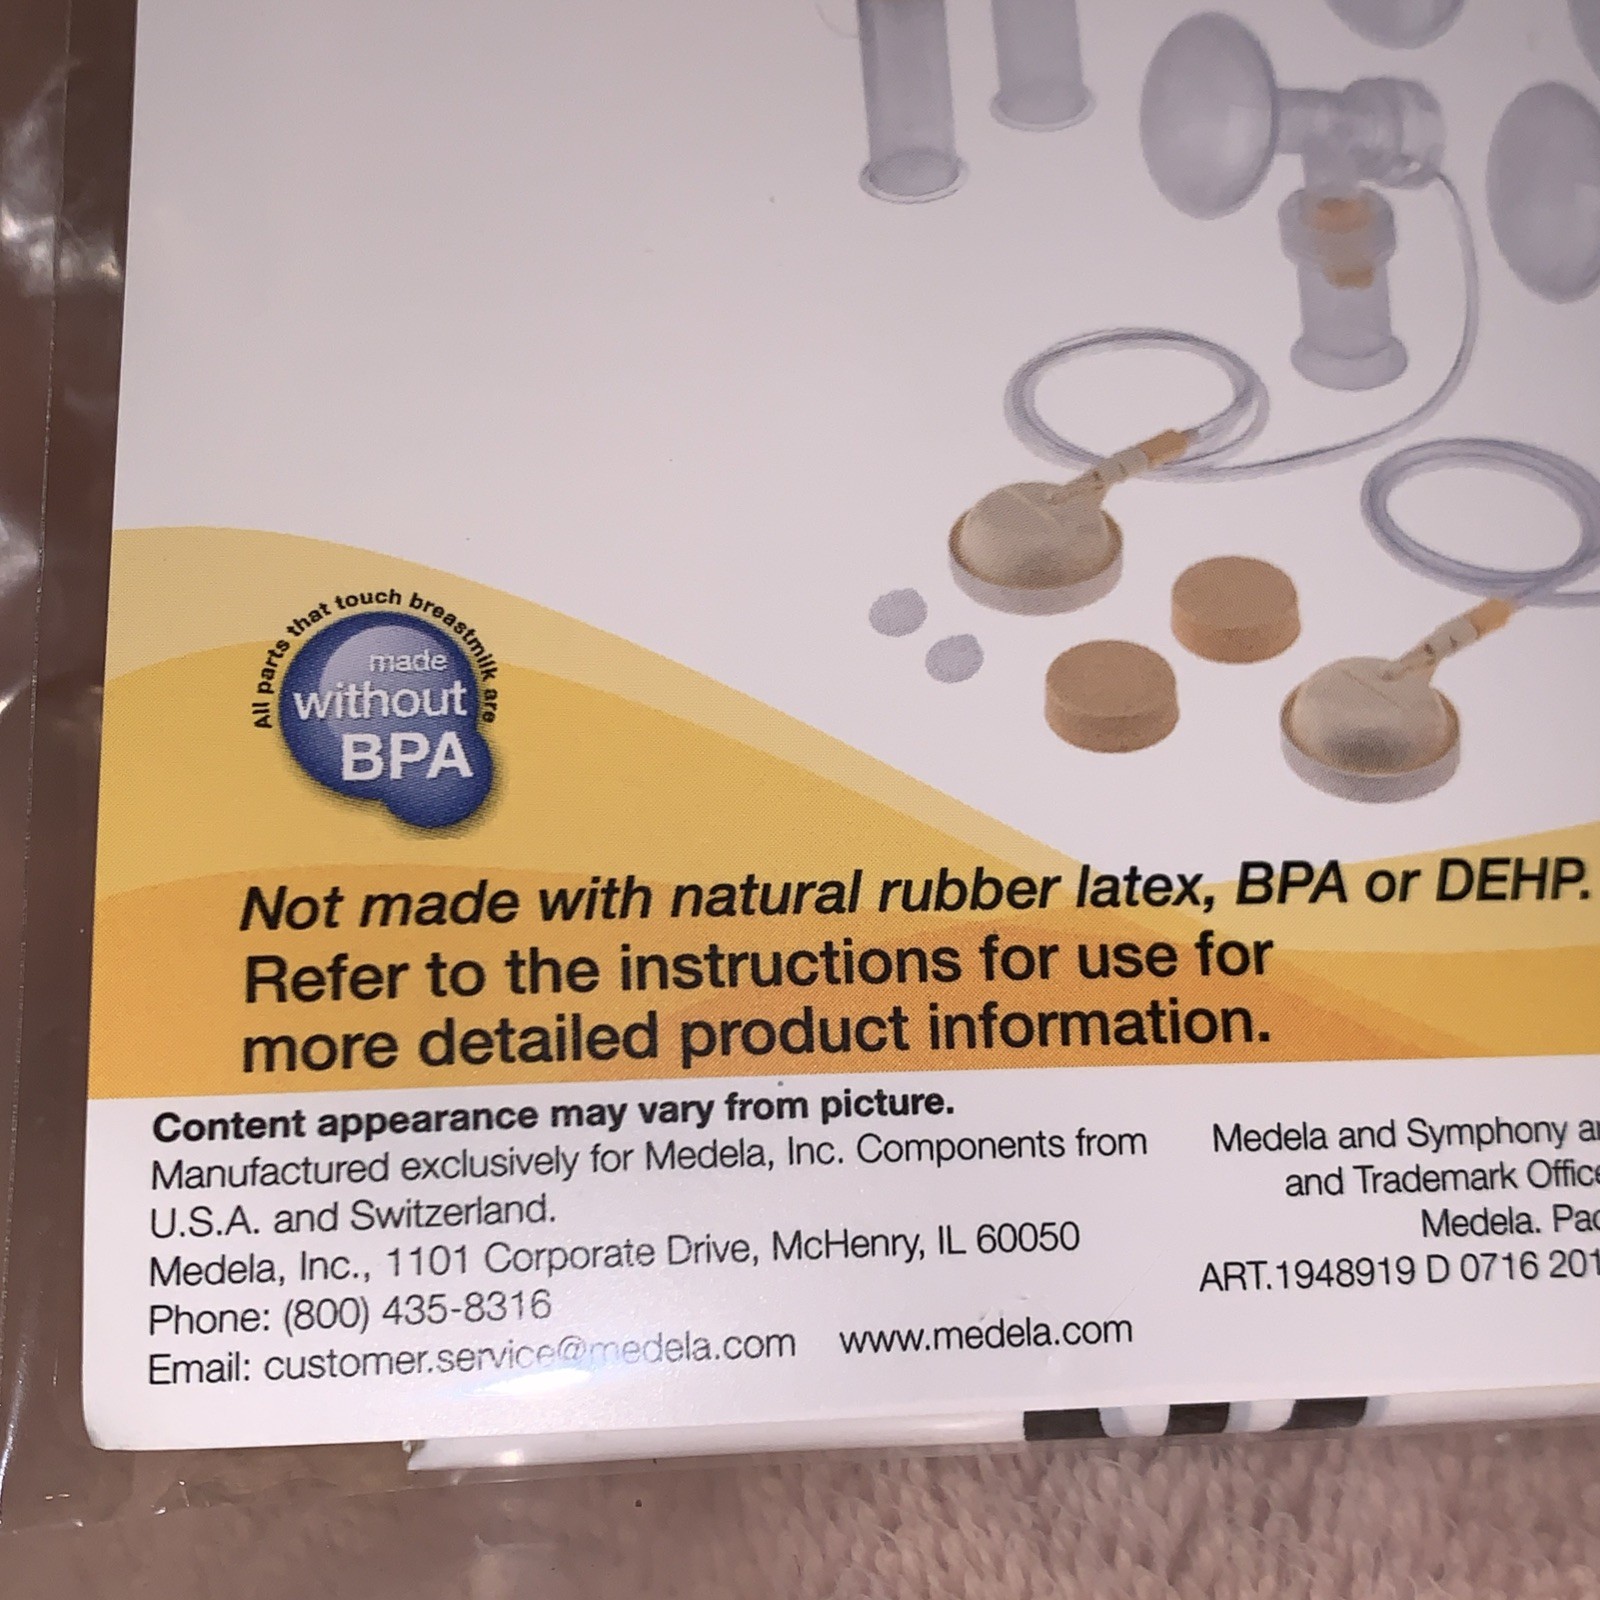 All parts that touch breastmilk are
made
without
BPA
Not made with natural rubber latex, BPA or DEHP.
Refer to the instructions for use for
more detailed product information.
Content appearance may vary from picture.
Manufactured exclusively for Medela, Inc. Components from
U.S.A. and Switzerland.
Medela, Inc., 1101 Corporate Drive, McHenry, IL 60050
Phone: (800) 435-8316
Email: customer.service@medela.com www.medela.com
Medela and Symphony
and Trademark
Medela.
ART.1948919 D 0716